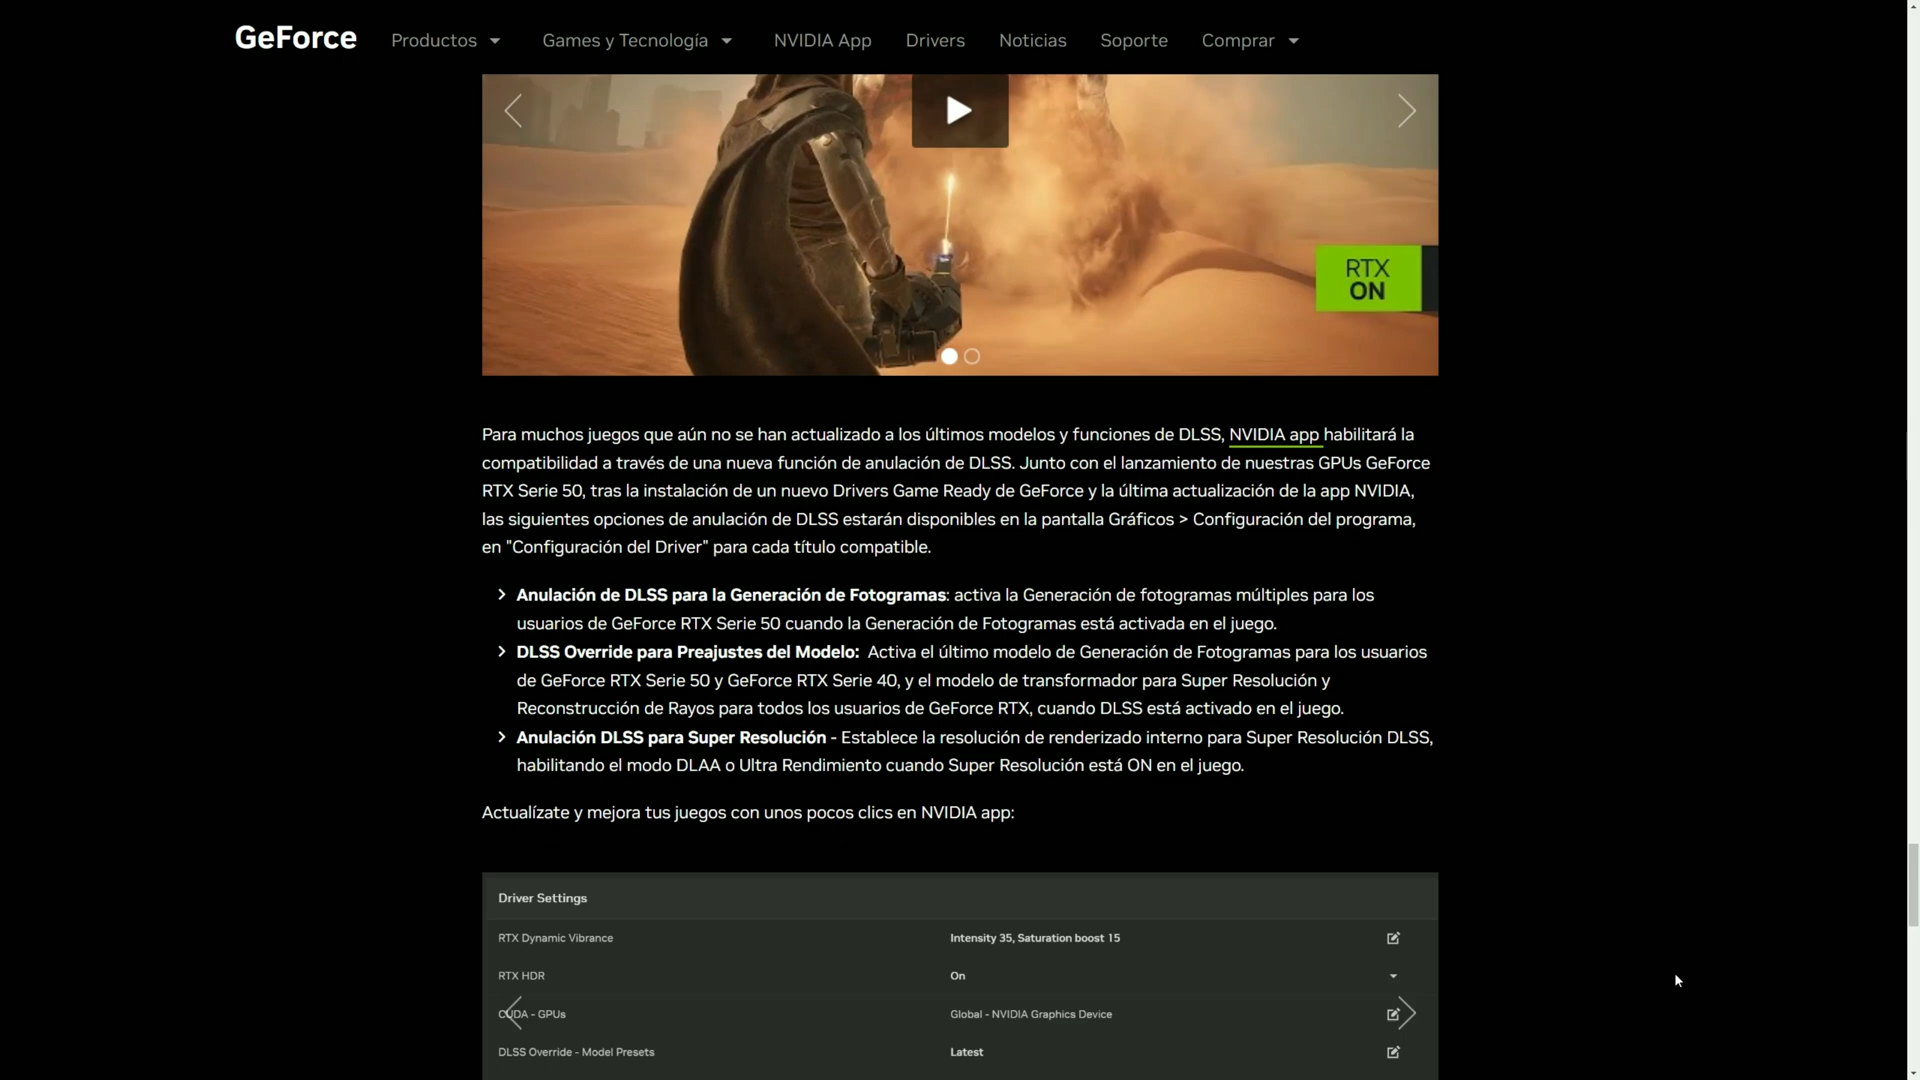 GeForce Productos Games y Tecnología NVIDIA App Drivers Noticias Soporte Comprar
RTX
ON
Para muchos juegos que aún no se han actualizado a los últimos modelos y funciones de DLSS, NVIDIA app habilitará la
compatibilidad a través de una nueva función de anulación de DLSS. Junto con el lanzamiento de nuestras GPUs GeForce
RTX Serie 50, tras la instalación de un nuevo Drivers Game Ready de GeForce y la última actualización de la app NVIDIA,
las siguientes opciones de anulación de DLSS estarán disponibles en la pantalla Gráficos > Configuración del programa,
en "Configuración del Driver" para cada título compatible.
Anulación de DLSS para la Generación de Fotogramas: activa la Generación de fotogramas múltiples para los
usuarios de GeForce RTX Serie 50 cuando la Generación de Fotogramas está activada en el juego.
DLSS Override para Preajustes del Modelo: Activa el último modelo de Generación de Fotogramas para los usuarios
de GeForce RTX Serie 50 y GeForce RTX Serie 40, y el modelo de transformador para Super Resolución y
Reconstrucción de Rayos para todos los usuarios de GeForce RTX, cuando DLSS está activado en el juego.
Anulación DLSS para Super Resolución - Establece la resolución de renderizado interno para Super Resolución DLSS,
habilitando el modo DLAA o Ultra Rendimiento cuando Super Resolución está ON en el juego.
Actualízate y mejora tus juegos con unos pocos clics en NVIDIA app:
Driver Settings
RTX Dynamic Vibrance Intensity 35, Saturation boost 15
RTX HDR On
CUDA - GPUs Global - NVIDIA Graphics Device
DLSS Override - Model Presets Latest